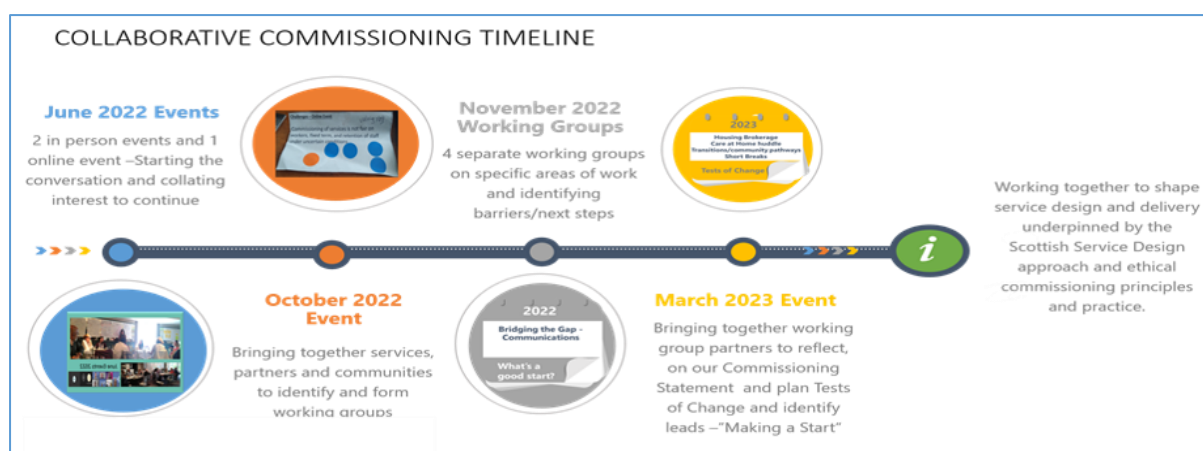 COLLABORATIVE COMMISSIONING TIMELINE
June 2022 Events
2 in person events and 1
online event –Starting the
conversation and collating
interest to continue
November 2022
Working Groups
4 separate working groups
on specific areas of work
and identifying
barriers/next steps
2023
Housing Brokerage
Care at Home huddle
Transitions/community pathways
Short Breaks
Tests of Change
Working together to shape
service design and delivery
underpinned by the
Scottish Service Design
approach and ethical
commissioning principles
and practice.
i
October 2022
Event
Bringing together services,
partners and communities
to identify and form
working groups
2022
Bridging the Gap -
Communications
What's a
good start?
March 2023 Event
Bringing together working
group partners to reflect,
on our Commissioning
Statement and plan Tests
of Change and identify
leads –"Making a Start"